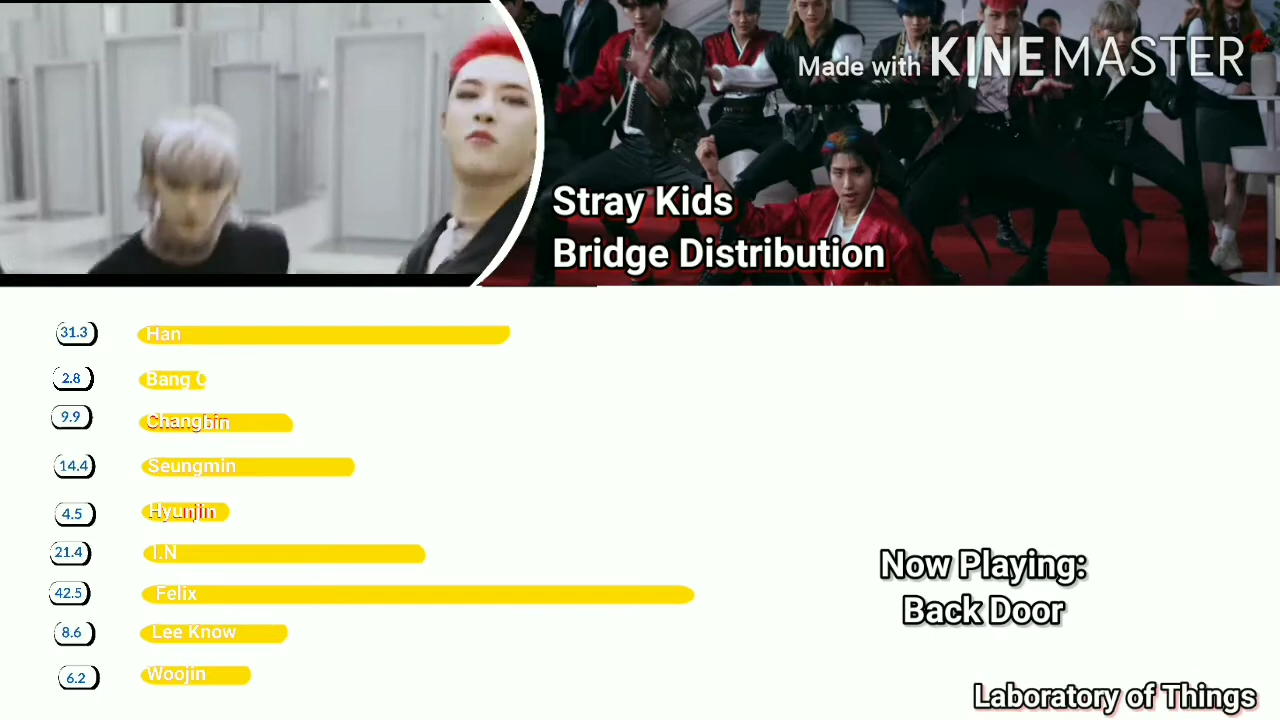 Made with KINEMASTER
Stray Kids
Bridge Distribution
31.3 Han
2.8 Bang C
9.9 Changbin
14.4 Seungmin
4.5 Hyunjin
21.4 I.N
42.5 Felix
8.6 Lee Know
6.2 Woojin
Now Playing:
Back Door
Laboratory of Things